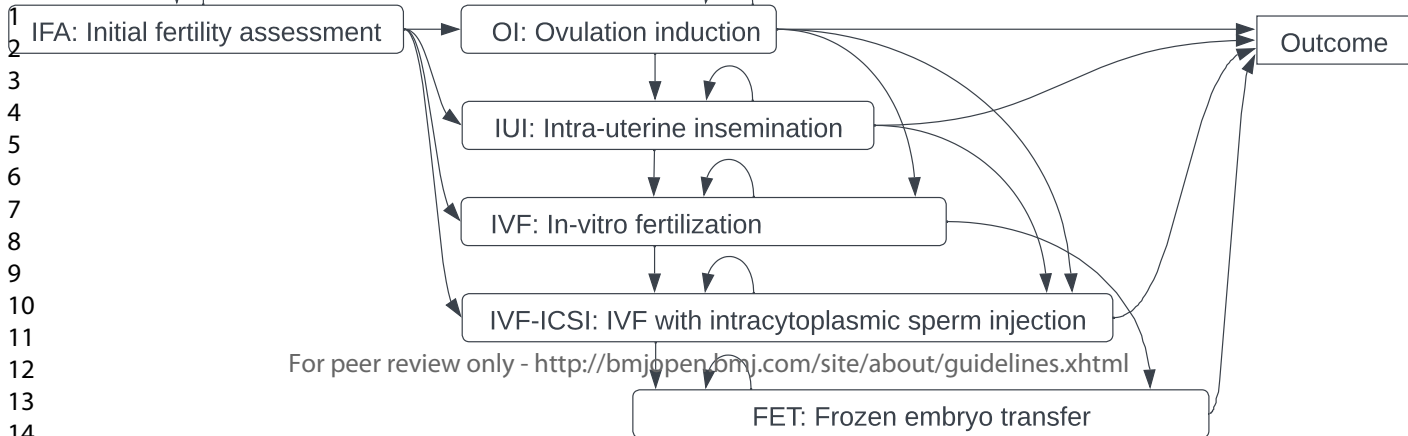 1
IFA: Initial fertility assessment
OI: Ovulation induction
Outcome
2
3
4
IUI: Intra-uterine insemination
5
6
7
IVF: In-vitro fertilization
8
9
10
IVF-ICSI: IVF with intracytoplasmic sperm injection
11
For peer review only - http://bmjopen.bmj.com/site/about/guidelines.xhtml
12
13
FET: Frozen embryo transfer
14